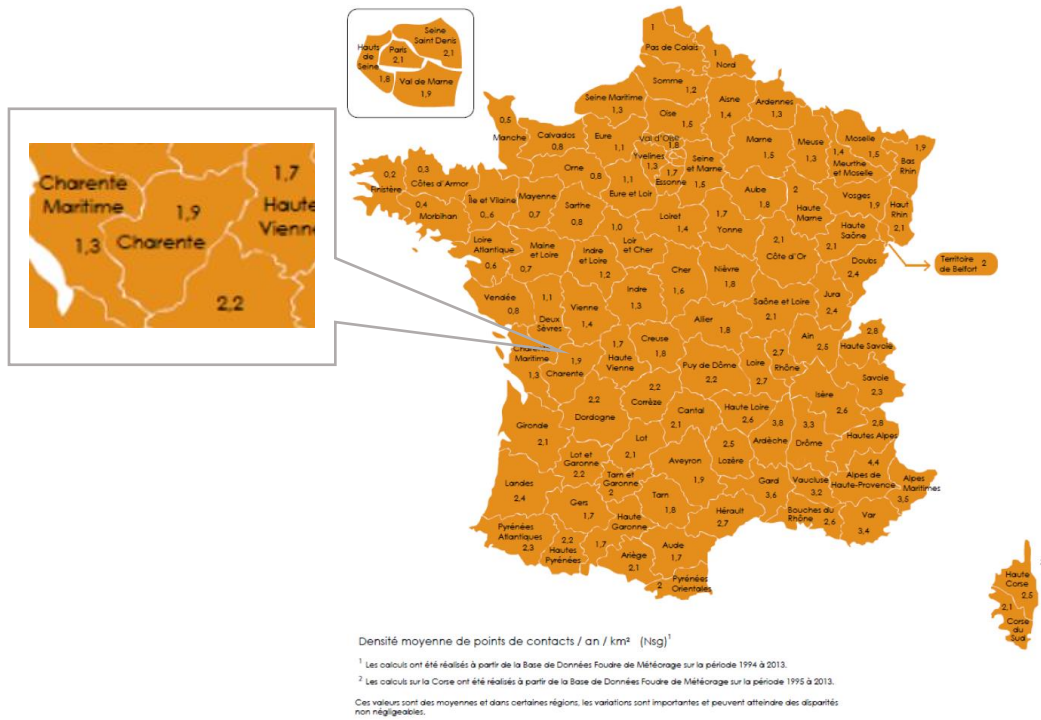 Hauts
de
Seine
1,8
Paris
2,1
Seine
Saint Denis
2,1
Val de Marne
1,9
Charente
Maritime
1,3
1,9
Charente
1,7
Haute
Vienne
2,2
1
Pas de Calais
1
Nord
Somme
1,2
Seine Maritime
1,3
Oise
1,5
Aisne
1,4
Ardennes
1,3
0,5
Manche
Calvados
0,8
Eure
1,1
Val d'Oise
1,8
Yvelines
1,3
1,7
Essonne
Seine
et Marne
1,5
Marne
1,5
Meuse
1,3
Moselle
1,4
1,5
Meurthe
et Moselle
1,9
Bas
Rhin
0,2
Finistère
0,3
Côtes d'Armor
0,4
Morbihan
Île et Vilaine
0,,6
Mayenne
0,7
Orne
0,8
Sarthe
0,8
1,1
Eure et Loir
Loiret
1,4
1,7
Yonne
Aube
1,8
2
Haute
Marne
Vosges
1,9
Haut
Rhin
2,1
Haute
Saône
2,1
Territoire
de Belfort
2
Loire
Atlantique
0,6
Maine
et Loire
0,7
Indre
et Loire
1,2
1,0
Loir
et Cher
Cher
1,6
Nièvre
1,8
2,1
Côte d'Or
Doubs
2,4
Jura
2,4
Vendée
0,8
1,1
Deux
Sèvres
Vienne
1,4
Indre
1,3
Allier
1,8
Saône et Loire
2,1
Ain
2,5
2,8
Haute Savoie
Charente
Maritime
1,3
1,9
Charente
1,7
Haute
Vienne
Creuse
1,8
Puy de Dôme
2,2
Loire
2,7
2,7
Rhône
Savoie
2,3
Isère
2,6
Gironde
2,1
2,2
Dordogne
2,2
Corrèze
Cantal
2,1
Haute Loire
2,6
3,8
Ardèche
3,3
Drôme
2,8
Hautes Alpes
Lot et
Garonne
2,2
Lot
2,1
Aveyron
1,9
2,5
Lozère
4,4
Alpes de
Haute-Provence
Alpes
Maritimes
3,5
Landes
2,4
Gers
1,7
Tarn et
Garonne
2
Tarn
1,8
Gard
3,6
Vaucluse
3,2
Hérault
2,7
Bouches du
Rhône
2,6
Var
3,4
Pyrénées
Atlantiques
2,3
2,2
Hautes
Pyrénées
Haute
Garonne
1,7
Ariège
2,1
Aude
1,7
2
Pyrénées
Orientales
Haute
Corse
2,5
2,1
Corse
du
Sud
Densité moyenne de points de contacts / an / km² (Nsg)¹
¹ Les calculs ont été réalisés à partir de la Base de Données Foudre de Météorage sur la période 1994 à 2013.
² Les calculs sur la Corse ont été réalisés à partir de la Base de Données Foudre de Météorage sur la période 1995 à 2013.
Ces valeurs sont des moyennes et dans certaines régions, les variations sont importantes et peuvent atteindre des disparités
non négligeables.